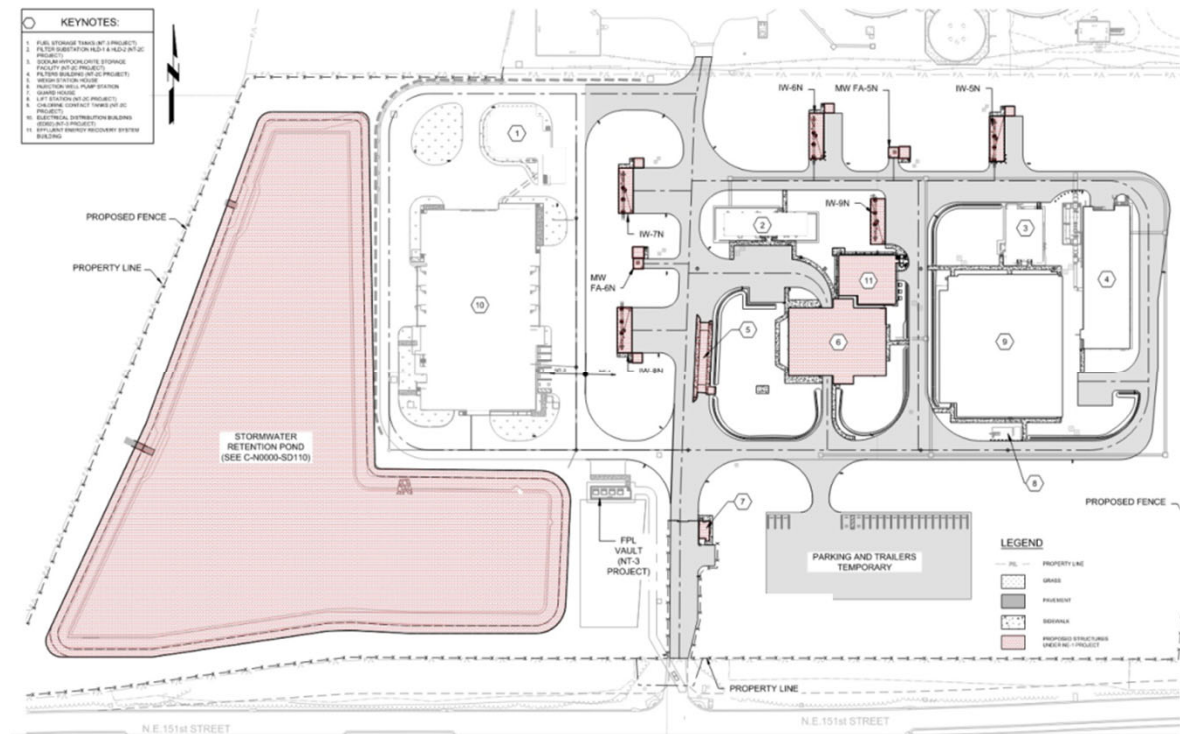 KEYNOTES:
1. FUEL STORAGE TANKS (NT-3 PROJECT)
2. FILTER SUBSTATION HLD-1 & HLD-2 (NT-2C
PROJECT)
3. SODIUM HYPOCHLORITE STORAGE
FACILITY (NT-2C PROJECT)
4. FILTERS BUILDING (NT-2C PROJECT)
5. WEIGH STATION HOUSE
6. INJECTION WELL PUMP STATION
7. GUARD HOUSE
8. LIFT STATION (NT-2C PROJECT)
9. CHLORINE CONTACT TANKS (NT-2C
PROJECT)
10. ELECTRICAL DISTRIBUTION BUILDING
(EDB2) (NT-3 PROJECT)
11. EFFLUENT ENERGY RECOVERY SYSTEM
BUILDING
N
IW-6N
MW FA-5N
IW-5N
1
PROPOSED FENCE
IW-9N
2
3
IW-7N
PROPERTY LINE
MW
FA-6N
11
4
10
5
6
9
IW-8N
STORMWATER
RETENTION POND
(SEE C-N0000-SD110)
8
7
PROPOSED FENCE
FPL
VAULT
(NT-3
PROJECT)
PARKING AND TRAILERS
TEMPORARY
LEGEND
P/L
PROPERTY LINE
GRASS
PAVEMENT
SIDEWALK
PROPOSED STRUCTURES
UNDER NC-1 PROJECT
PROPERTY LINE
N.E.151st STREET
N.E.151st STREET